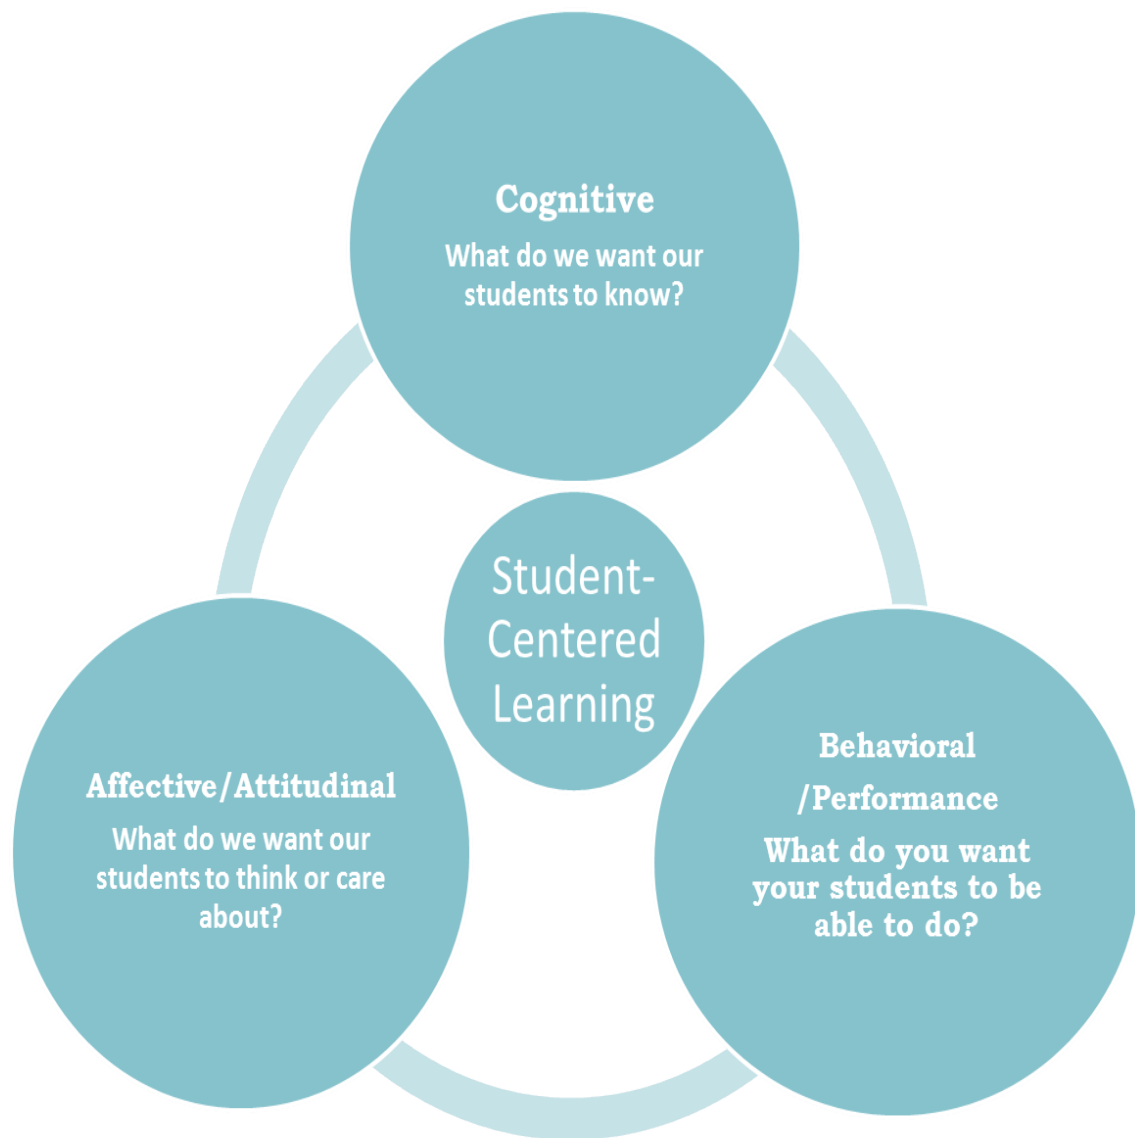 Cognitive
What do we want our
students to know?
Student-
Centered
Learning
Affective/Attitudinal
What do we want our
students to think or care
about?
Behavioral
/Performance
What do you want
your students to be
able to do?